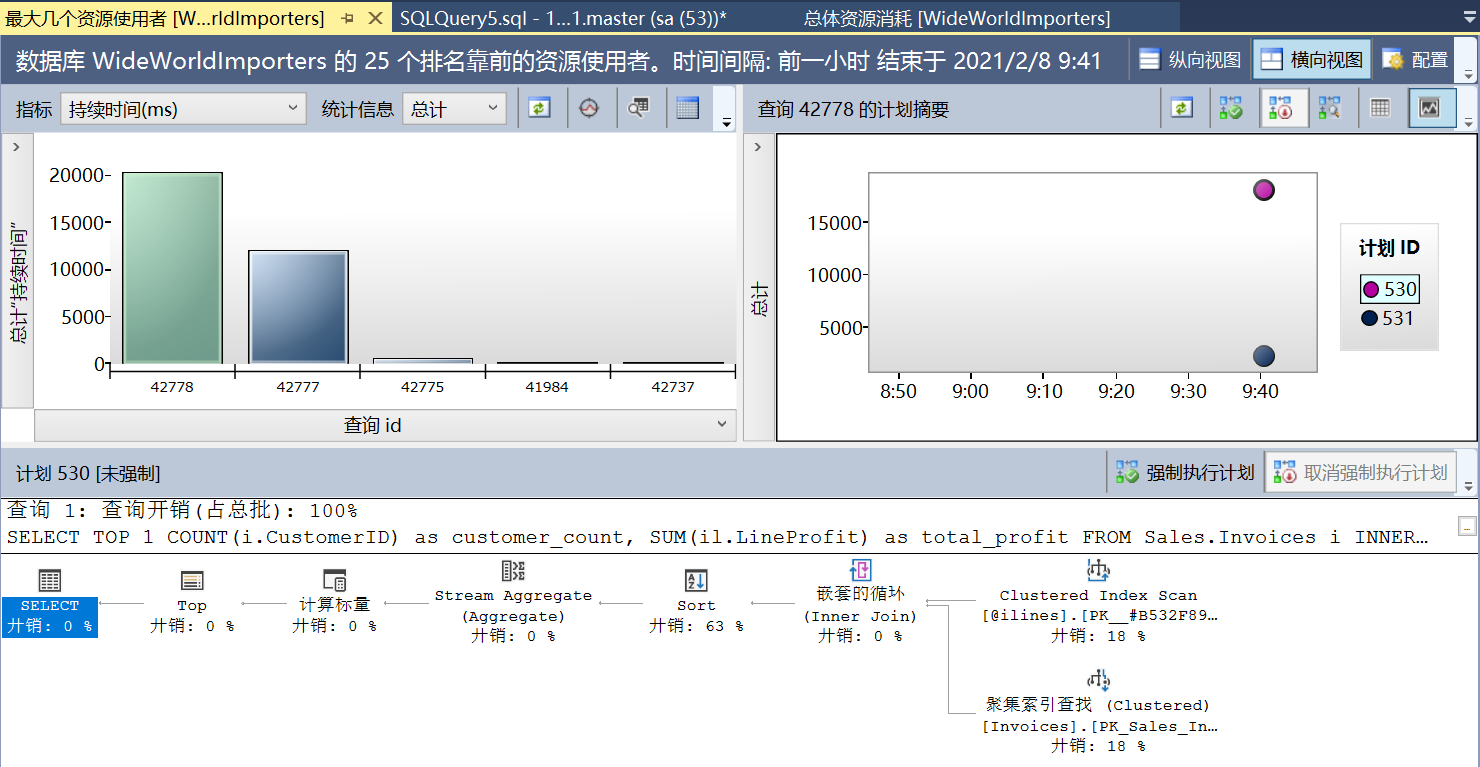 最大几个资源使用者 [W...rldImporters]
SQLQuery5.sql - 1...1.master (sa (53))*
总体资源消耗 [WideWorldImporters]
数据库 WideWorldImporters 的 25 个排名靠前的资源使用者。时间间隔: 前一小时 结束于 2021/2/8 9:41
纵向视图
横向视图
配置
指标
持续时间(ms)
统计信息
总计
总计"持续时间"
20000
15000
10000
5000
0
42778
42777
42775
41984
42737
查询 id
查询 42778 的计划摘要
总计
15000
10000
5000
8:50
9:00
9:10
9:20
9:30
9:40
计划 ID
530
531
计划 530 [未强制]
强制执行计划
取消强制执行计划
查询 1: 查询开销(占总批): 100%
SELECT TOP 1 COUNT(i.CustomerID) as customer_count, SUM(il.LineProfit) as total_profit FROM Sales.Invoices i INNER...
SELECT
开销: 0 %
Top
开销: 0 %
计算标量
开销: 0 %
Stream Aggregate
(Aggregate)
开销: 0 %
Sort
开销: 63 %
嵌套的循环
(Inner Join)
开销: 0 %
Clustered Index Scan
[@ilines].[PK__#B532F89...
开销: 18 %
聚集索引查找 (Clustered)
[Invoices].[PK_Sales_In...
开销: 18 %